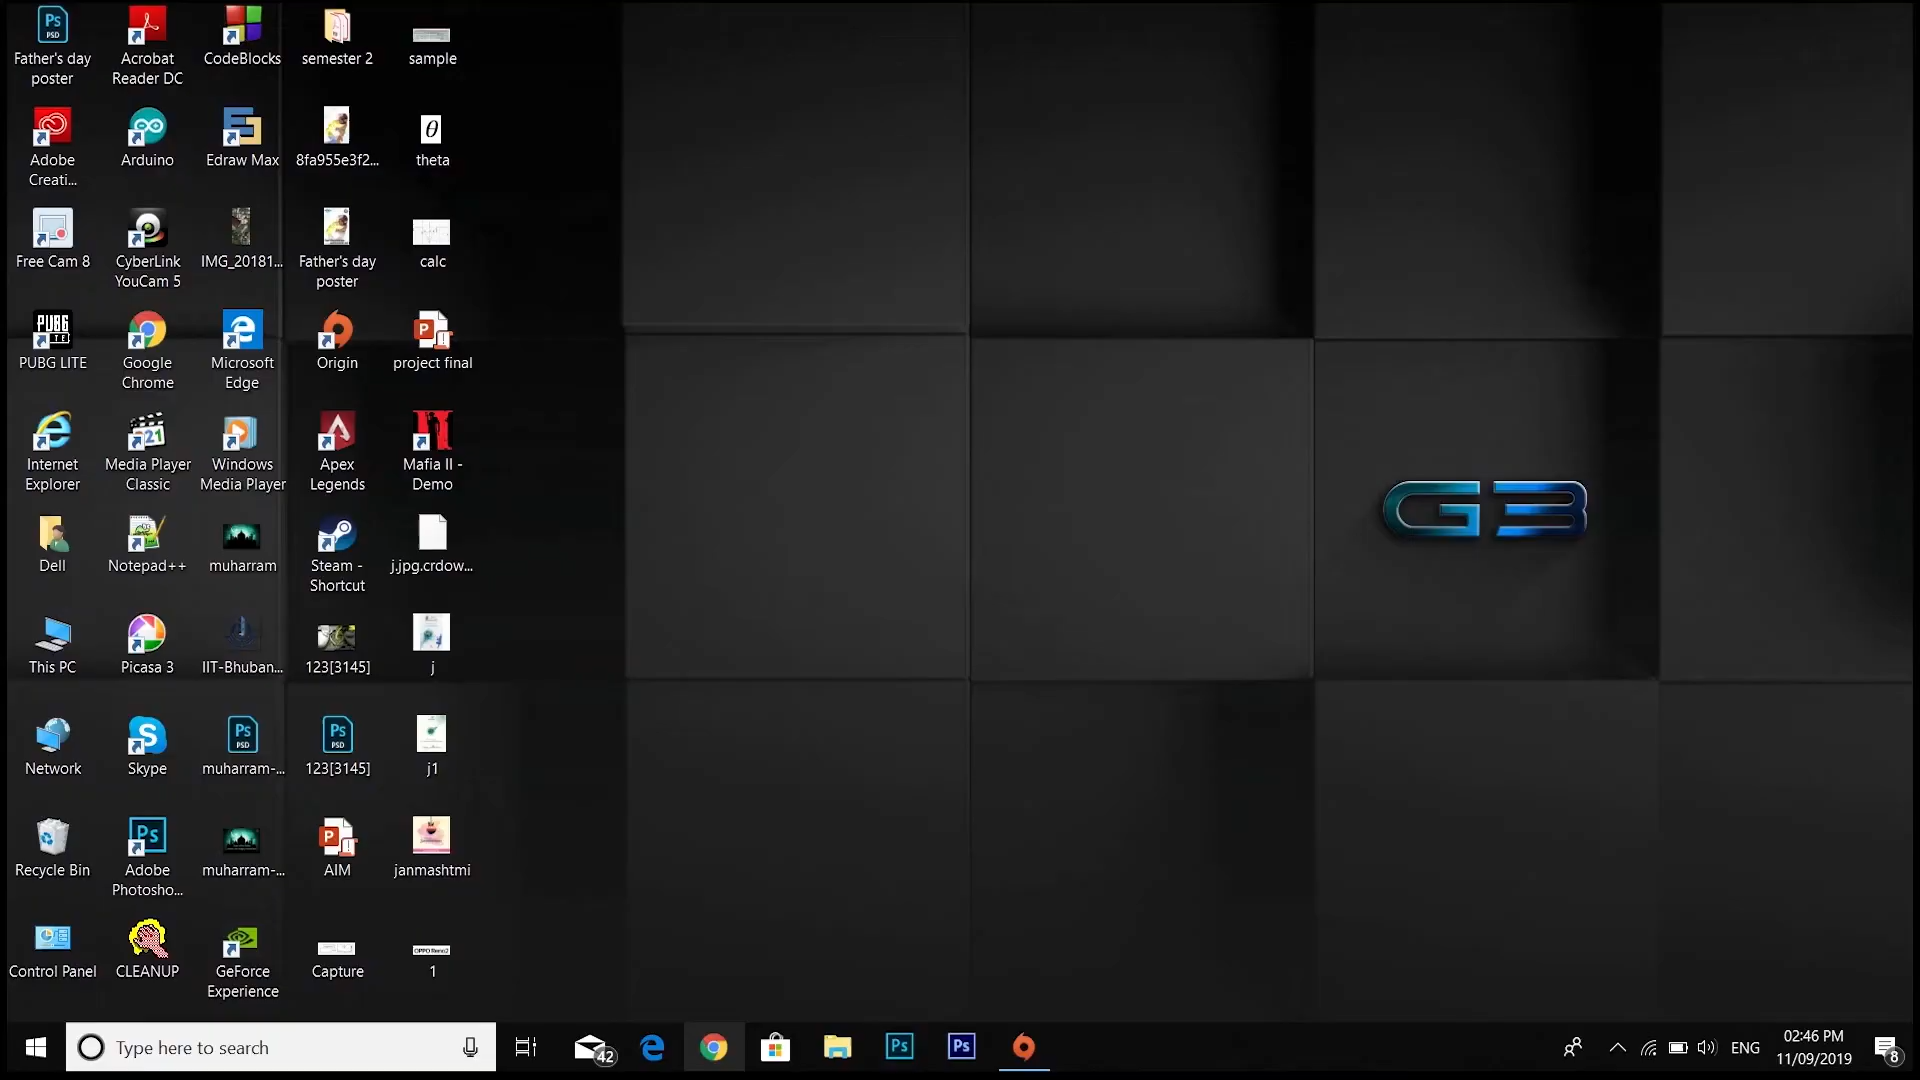 Father's day
poster
Acrobat
Reader DC
CodeBlocks
semester 2
sample
Adobe
Creati...
Arduino
Edraw Max
8fa955e3f2...
θ
theta
Free Cam 8
CyberLink
YouCam 5
IMG_20181...
Father's day
poster
calc
PUBG LITE
Google
Chrome
Microsoft
Edge
Origin
project final
Internet
Explorer
Media Player
Classic
Windows
Media Player
Apex
Legends
Mafia II -
Demo
Dell
Notepad++
muharram
Steam -
Shortcut
j.jpg.crdow...
This PC
Picasa 3
IIT-Bhuban...
123[3145]
j
Network
Skype
muharram-...
123[3145]
j1
Recycle Bin
Adobe
Photosho...
muharram-...
AIM
janmashtmi
Control Panel
CLEANUP
GeForce
Experience
Capture
1
G3
Type here to search
42
Ps
Ps
ENG
02:46 PM
11/09/2019
8